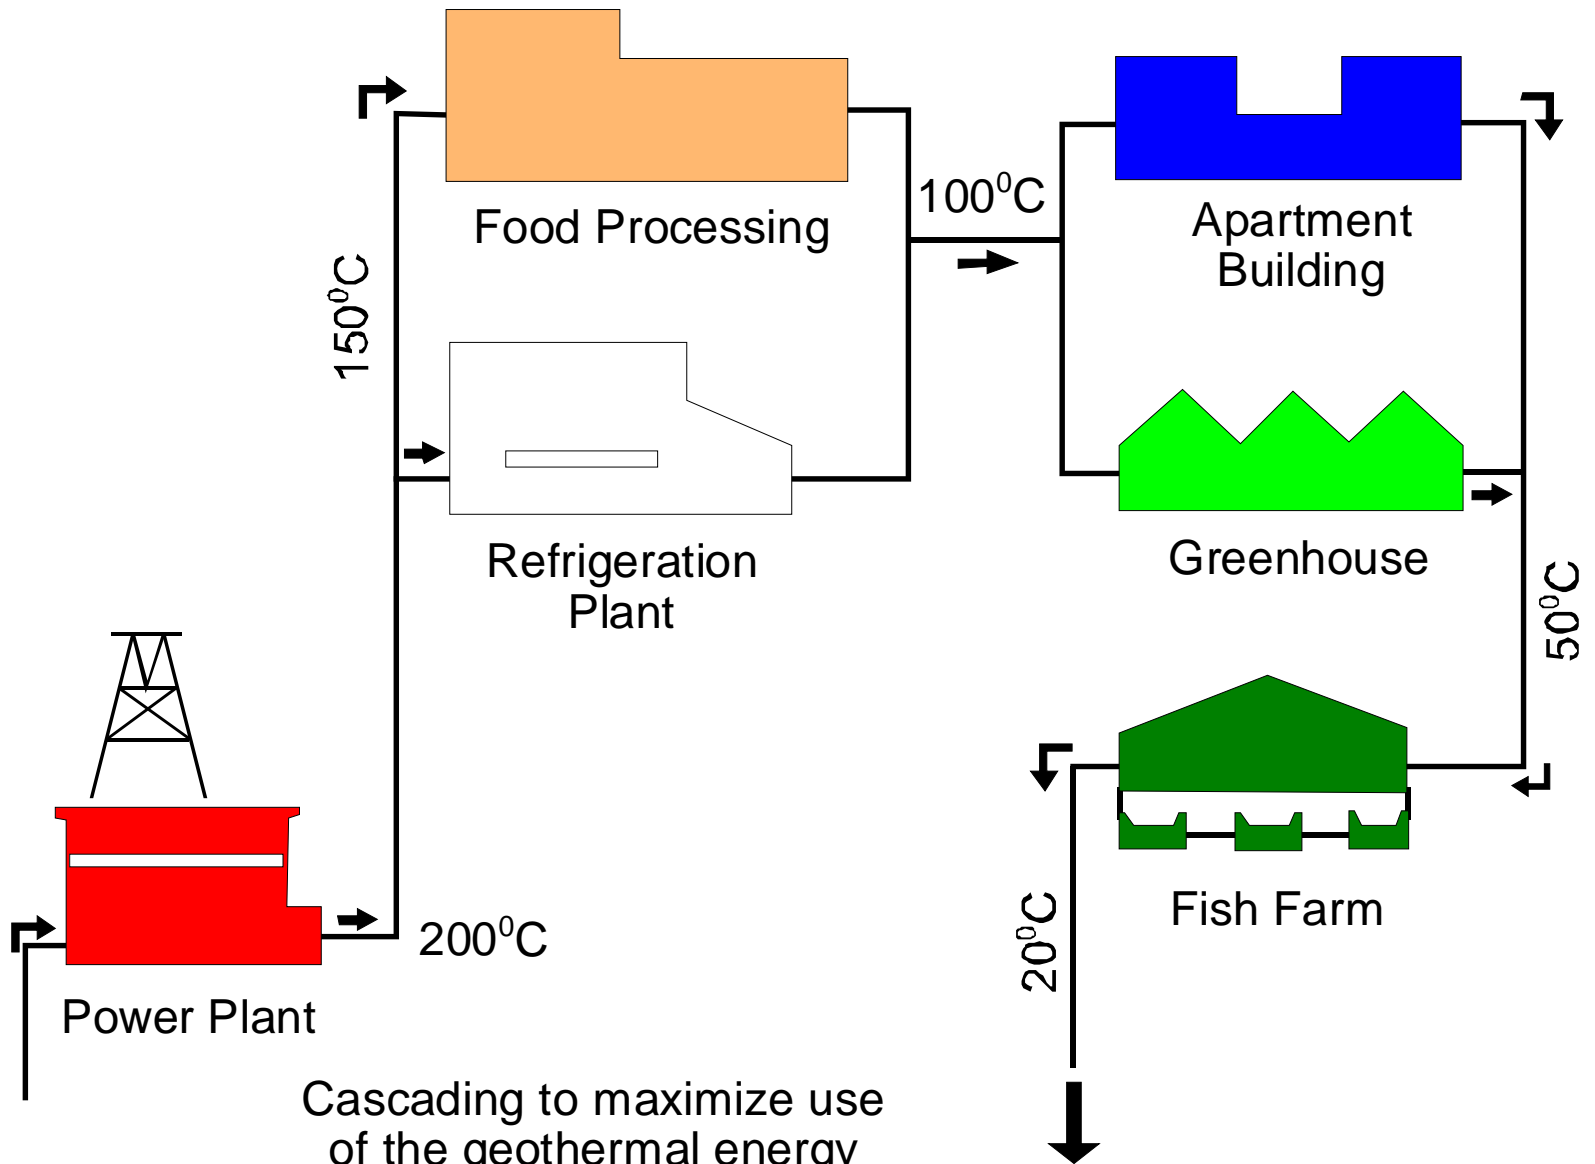 Food Processing
100⁰C
Apartment
Building
150⁰C
Refrigeration
Plant
Greenhouse
50⁰C
Fish Farm
200⁰C
20⁰C
Power Plant
Cascading to maximize use
of the geothermal energy